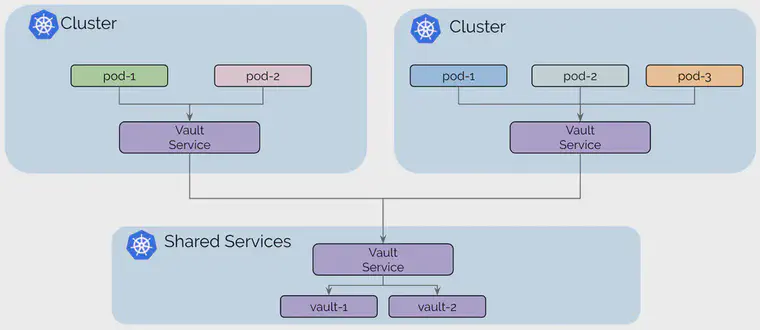 Cluster
pod-1
pod-2
Vault
Service
Cluster
pod-1
pod-2
pod-3
Vault
Service
Shared Services
Vault
Service
vault-1
vault-2